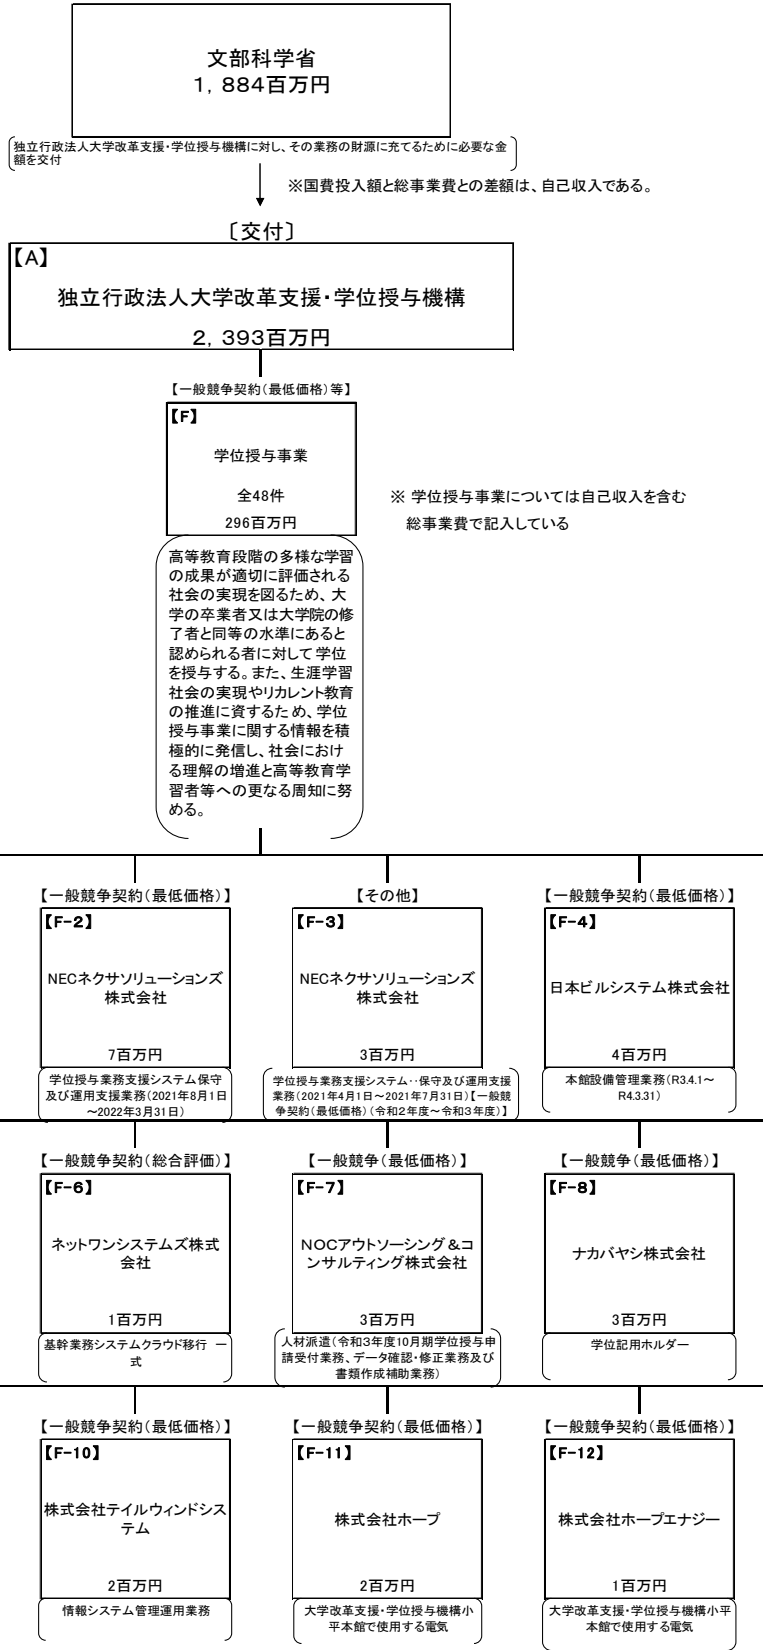 文部科学省
１，８８４百万円
独立行政法人大学改革支援・学位授与機構に対し、その業務の財源に充てるために必要な金
額を交付
※国費投入額と総事業費との差額は、自己収入である。
〔交付〕
【A】
独立行政法人大学改革支援・学位授与機構
２，３９３百万円
【一般競争契約（最低価格）等】
【F】
学位授与事業
全48件
296百万円
※ 学位授与事業については自己収入を含む
総事業費で記入している
高等教育段階の多様な学習
の成果が適切に評価される
社会の実現を図るため、大
学の卒業者又は大学院の修
了者と同等の水準にあると
認められる者に対して学位
を授与する。また、生涯学習
社会の実現やリカレント教育
の推進に資するため、学位
授与事業に関する情報を積
極的に発信し、社会におけ
る理解の増進と高等教育学
習者等への更なる周知に努
める。
【一般競争契約（最低価格）】
【F-2】
NECネクサソリューションズ
株式会社
7百万円
学位授与業務支援システム保守
及び運用支援業務（2021年8月1日
～2022年3月31日）
【その他】
【F-3】
NECネクサソリューションズ
株式会社
3百万円
学位授与業務支援システム‥保守及び運用支援
業務（2021年4月1日～2021年7月31日）【一般競
争契約（最低価格）（令和２年度～令和３年度）】
【一般競争契約（最低価格）】
【F-4】
日本ビルシステム株式会社
4百万円
本館設備管理業務（R3.4.1～
R4.3.31）
【一般競争契約（総合評価）】
【F-6】
ネットワンシステムズ株式
会社
1百万円
基幹業務システムクラウド移行 一
式
【一般競争（最低価格）】
【F-7】
NOCアウトソーシング＆コ
ンサルティング株式会社
3百万円
人材派遣（令和３年度10月期学位授与申
請受付業務、データ確認・修正業務及び
書類作成補助業務）
【一般競争（最低価格）】
【F-8】
ナカバヤシ株式会社
3百万円
学位記用ホルダー
【一般競争契約（最低価格）】
【F-10】
株式会社テイルウィンドシス
テム
2百万円
情報システム管理運用業務
【一般競争契約（最低価格）】
【F-11】
株式会社ホープ
2百万円
大学改革支援・学位授与機構小
平本館で使用する電気
【一般競争契約（最低価格）】
【F-12】
株式会社ホープエナジー
1百万円
大学改革支援・学位授与機構小平
本館で使用する電気